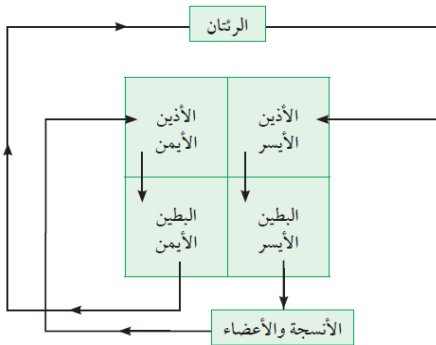 الرئتان
الأذين
الأيمن
الأذين
الأيسر
البطين
الأيمن
البطين
الأيسر
الأنسجة والأعضاء